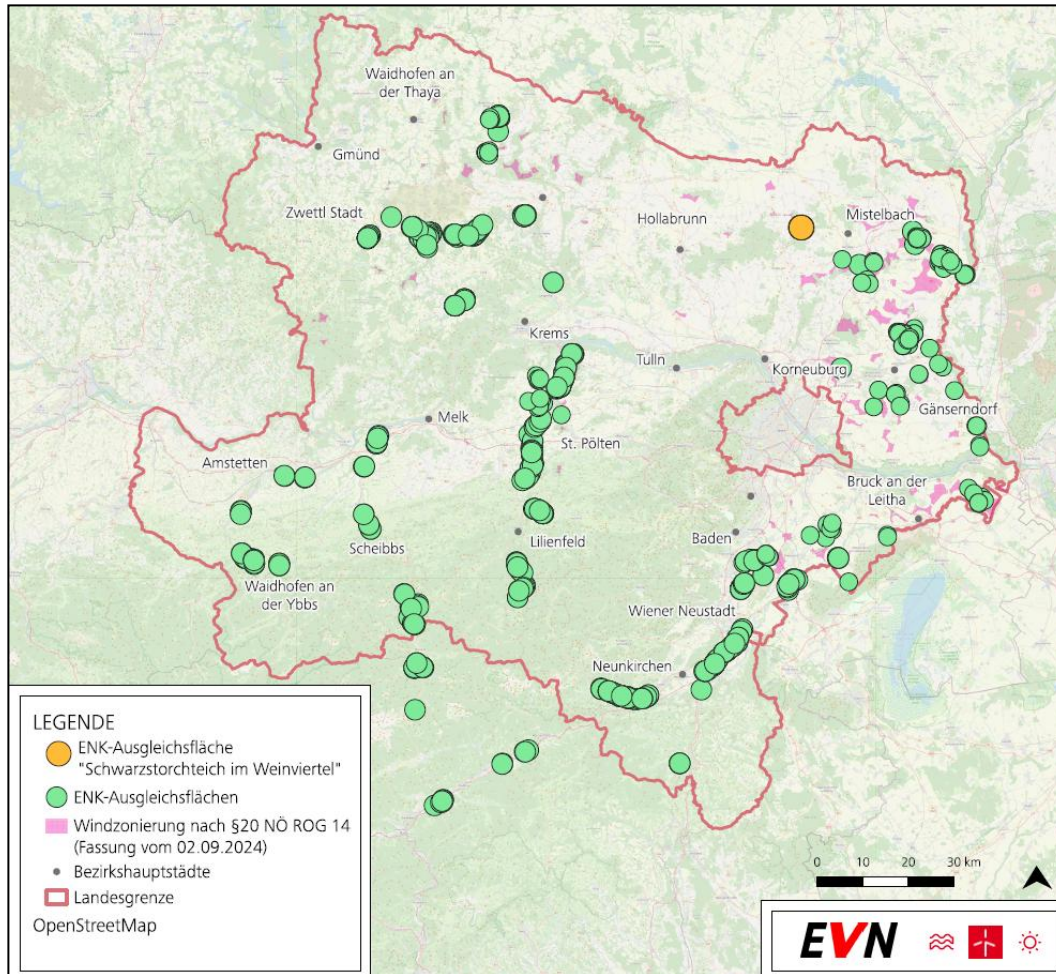 Waidhofen an
der Thaya
Gmünd
Zwettl Stadt
Hollabrunn
Mistelbach
Krems
Tulln
Korneuburg
Gänserndorf
Melk
St. Pölten
Amstetten
Bruck an der
Leitha
Scheibbs
Lilienfeld
Baden
Waidhofen an
der Ybbs
Wiener Neustadt
Neunkirchen
LEGENDE
ENK-Ausgleichsfläche
"Schwarzstorchteich im Weinviertel"
ENK-Ausgleichsflächen
Windzonierung nach §20 NÖ ROG 14
(Fassung vom 02.09.2024)
Bezirkshauptstädte
Landesgrenze
OpenStreetMap
0 10 20 30 km
EVN